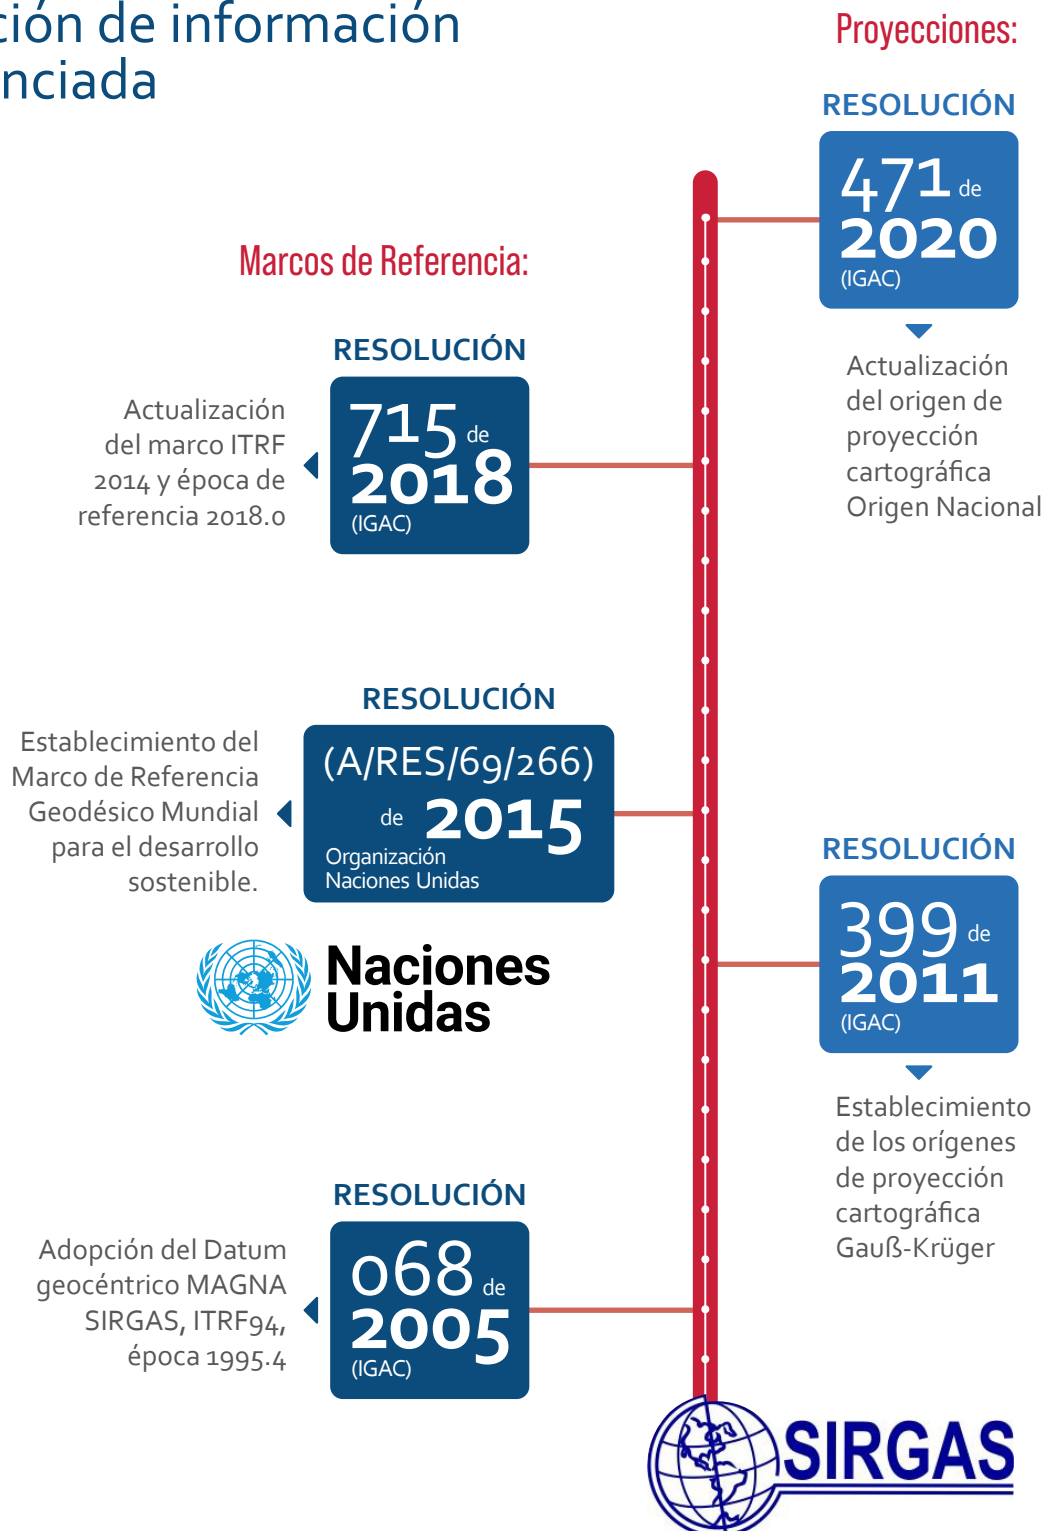 ción de información
nciada
Proyecciones:
RESOLUCIÓN
471 de
2020
(IGAC)
Actualización
del origen de
proyección
cartográfica
Origen Nacional
Marcos de Referencia:
RESOLUCIÓN
715 de
2018
(IGAC)
Actualización
del marco ITRF
2014 y época de
referencia 2018.0
RESOLUCIÓN
(A/RES/69/266)
de 2015
Organización
Naciones Unidas
Establecimiento del
Marco de Referencia
Geodésico Mundial
para el desarrollo
sostenible.
Naciones
Unidas
RESOLUCIÓN
399 de
2011
(IGAC)
Establecimiento
de los orígenes
de proyección
cartográfica
Gauß-Krüger
RESOLUCIÓN
068 de
2005
(IGAC)
Adopción del Datum
geocéntrico MAGNA
SIRGAS, ITRF94,
época 1995.4
SIRGAS